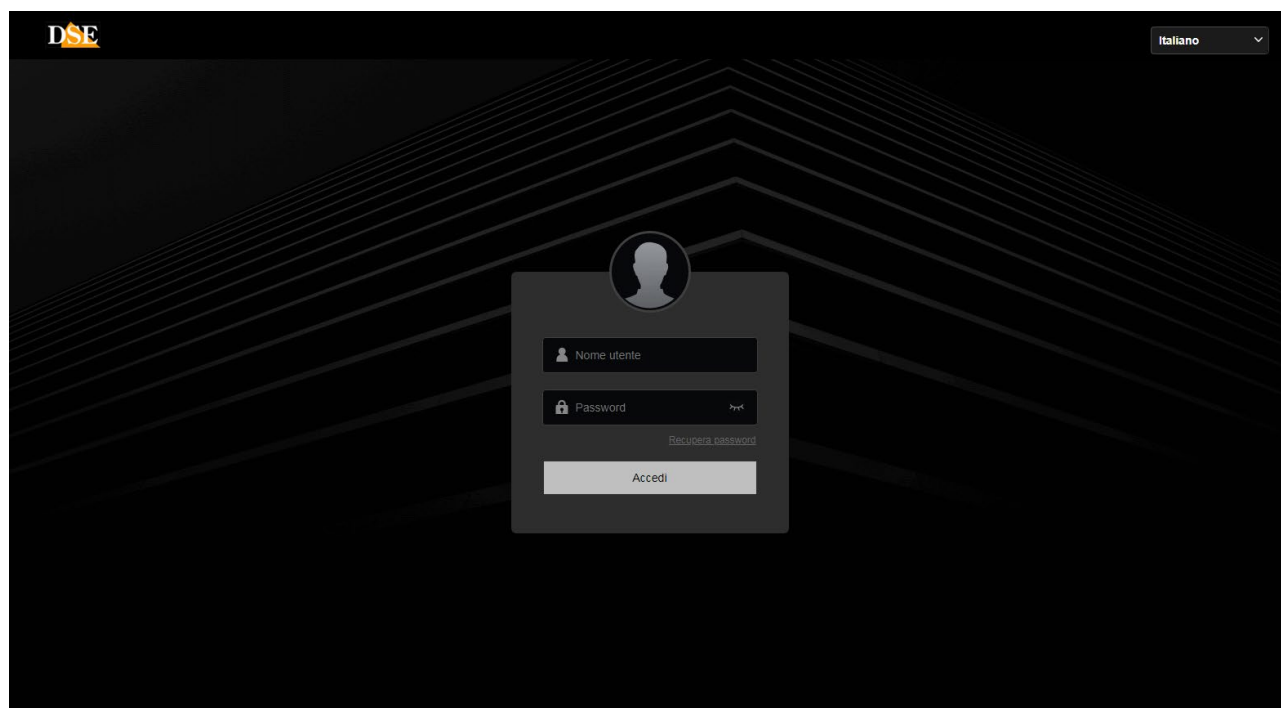 DSE
Italiano
Nome utente
Password
Recupera password
Accedi